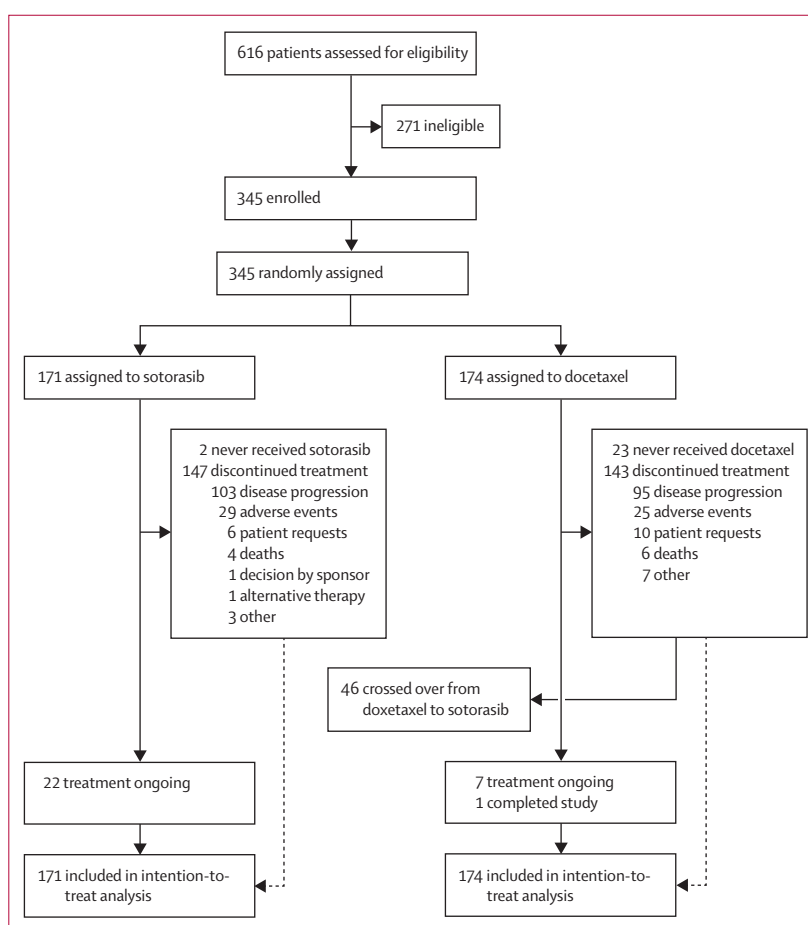 616 patients assessed for eligibility
271 ineligible
345 enrolled
345 randomly assigned
171 assigned to sotorasib
174 assigned to docetaxel
2 never received sotorasib
147 discontinued treatment
103 disease progression
29 adverse events
6 patient requests
4 deaths
1 decision by sponsor
1 alternative therapy
3 other
23 never received docetaxel
143 discontinued treatment
95 disease progression
25 adverse events
10 patient requests
6 deaths
7 other
46 crossed over from
doxetaxel to sotorasib
22 treatment ongoing
7 treatment ongoing
1 completed study
171 included in intention-to-
treat analysis
174 included in intention-to-
treat analysis